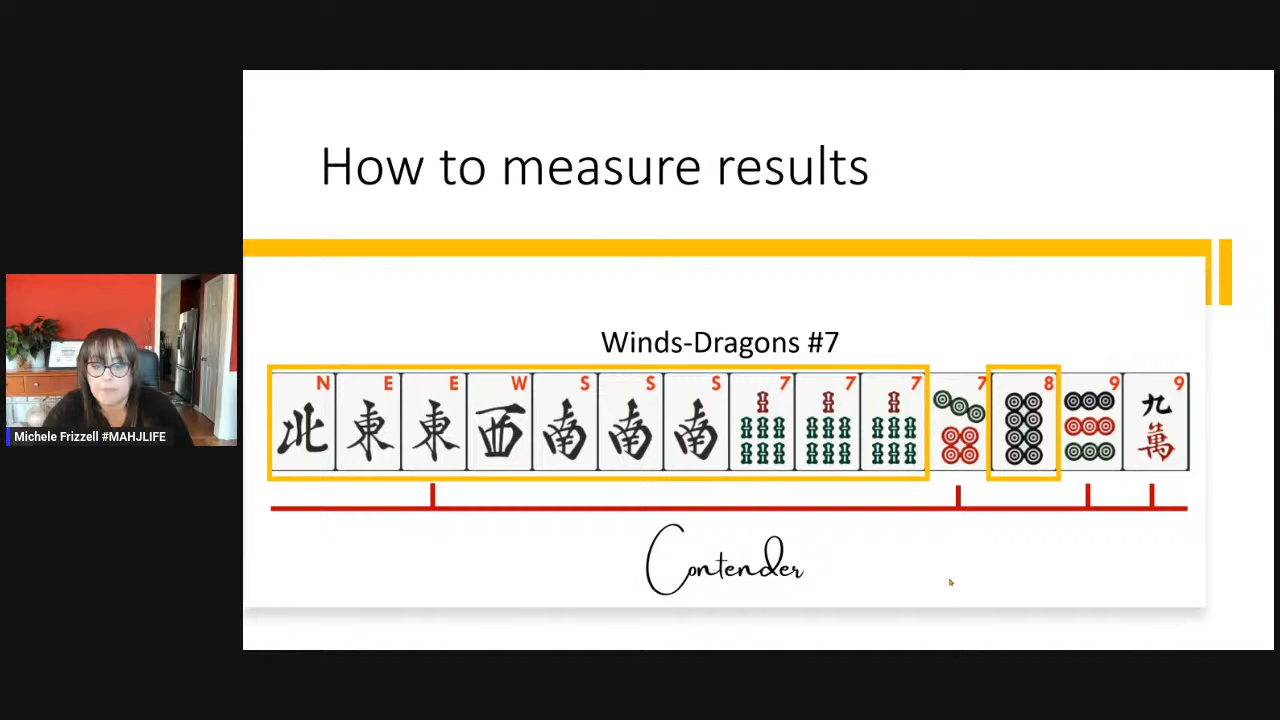 How to measure results
Winds-Dragons #7
N E E W S S S 7 7 7 7 8 9 9
北 東 東 西 南 南 南 九
萬
Contender
Michele Frizzell #MAHJLIFE